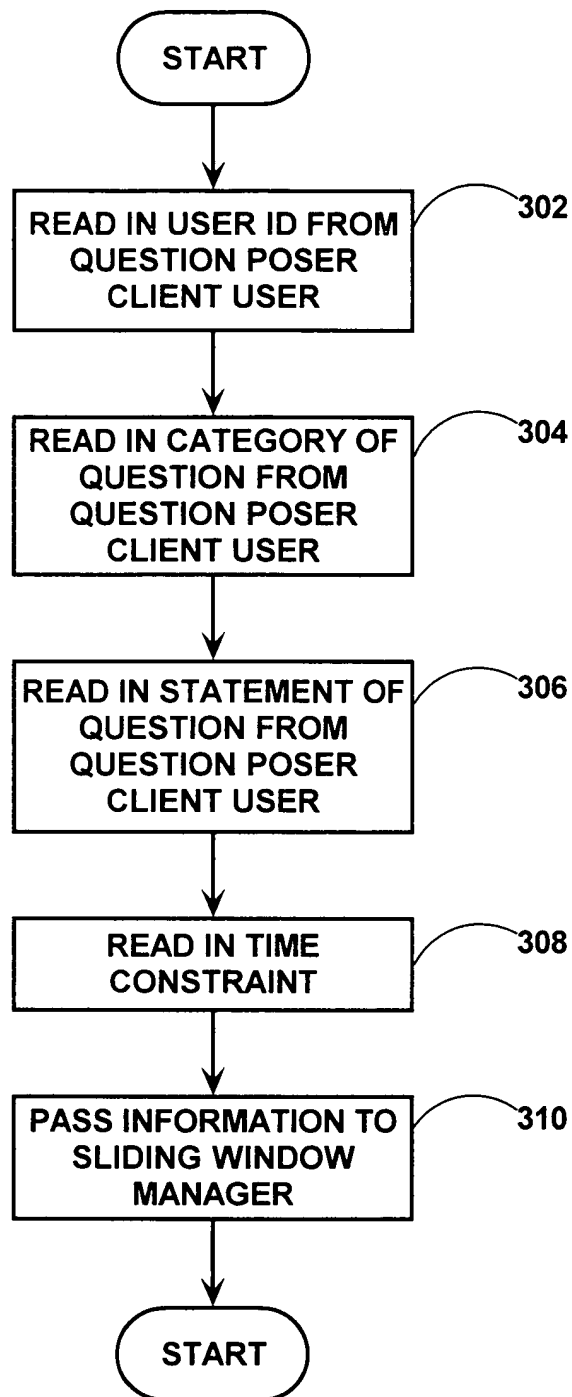 START
READ IN USER ID FROM
QUESTION POSER
CLIENT USER
302
READ IN CATEGORY OF
QUESTION FROM
QUESTION POSER
CLIENT USER
304
READ IN STATEMENT OF
QUESTION FROM
QUESTION POSER
CLIENT USER
306
READ IN TIME
CONSTRAINT
308
PASS INFORMATION TO
SLIDING WINDOW
MANAGER
310
START